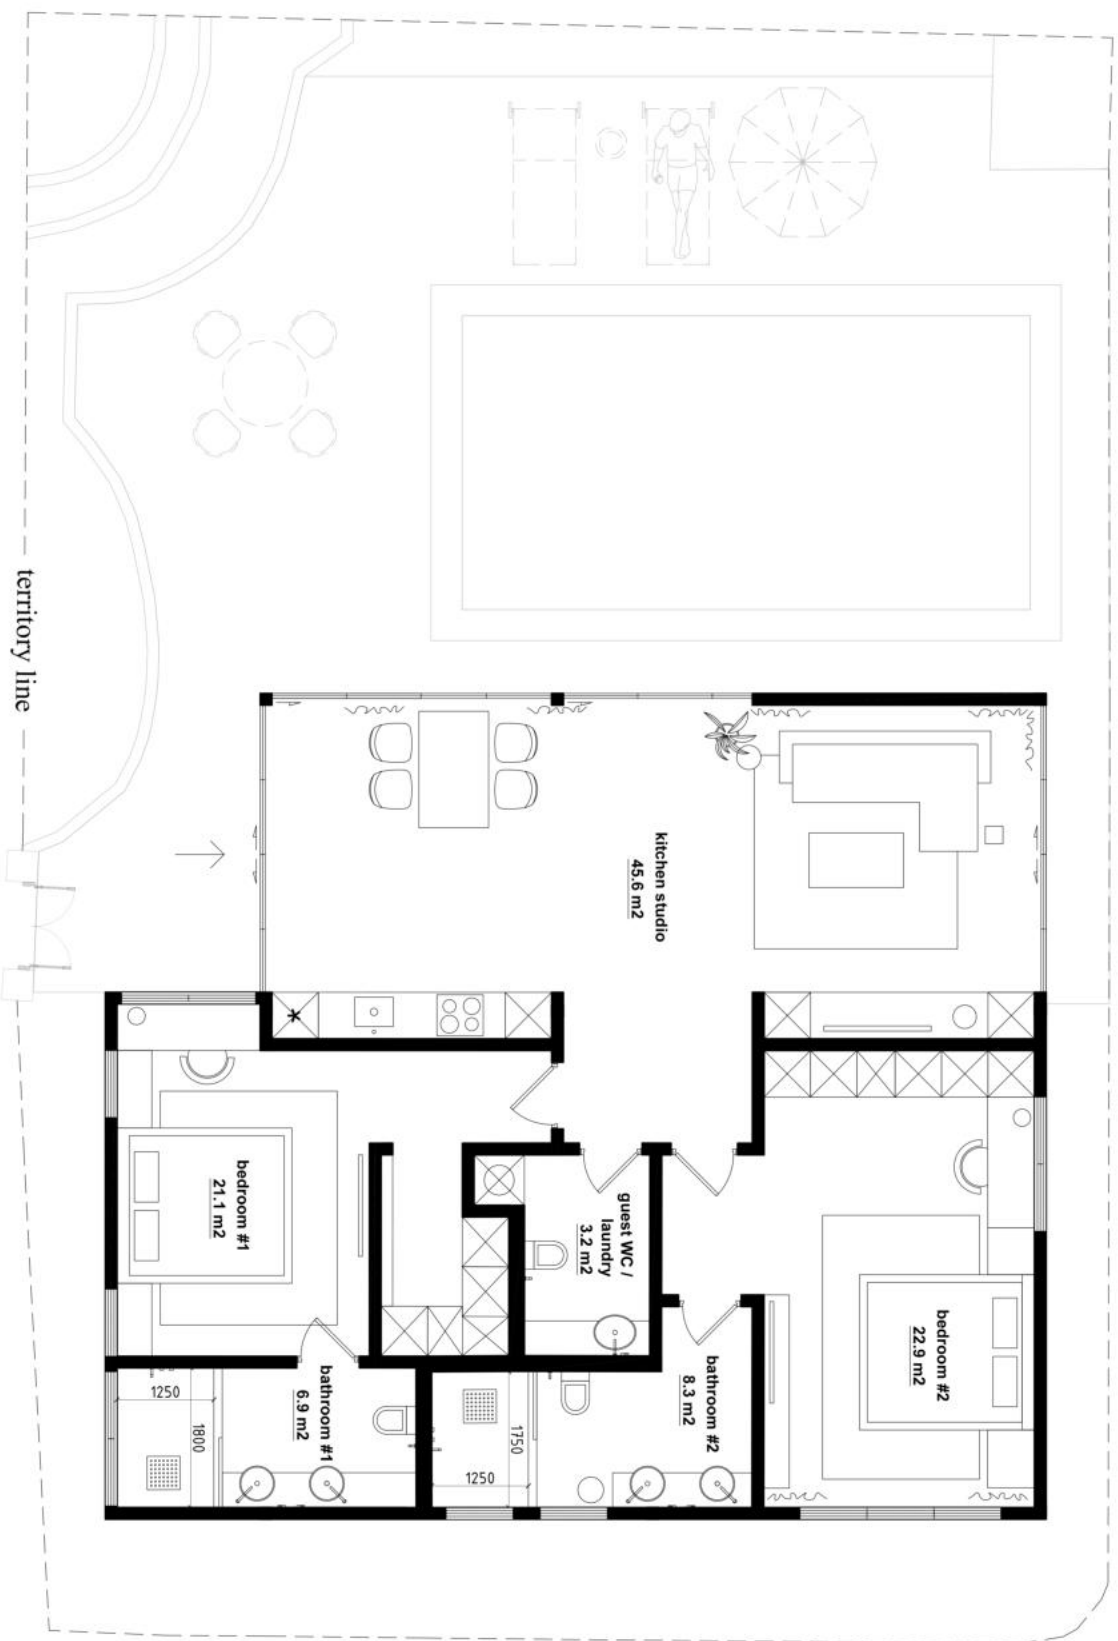 territory line
kitchen studio
45.6 m2
bedroom #1
21.1 m2
guest WC /
laundry
3.2 m2
bedroom #2
22.9 m2
bathroom #1
6.9 m2
1250
1800
bathroom #2
8.3 m2
1750
1250